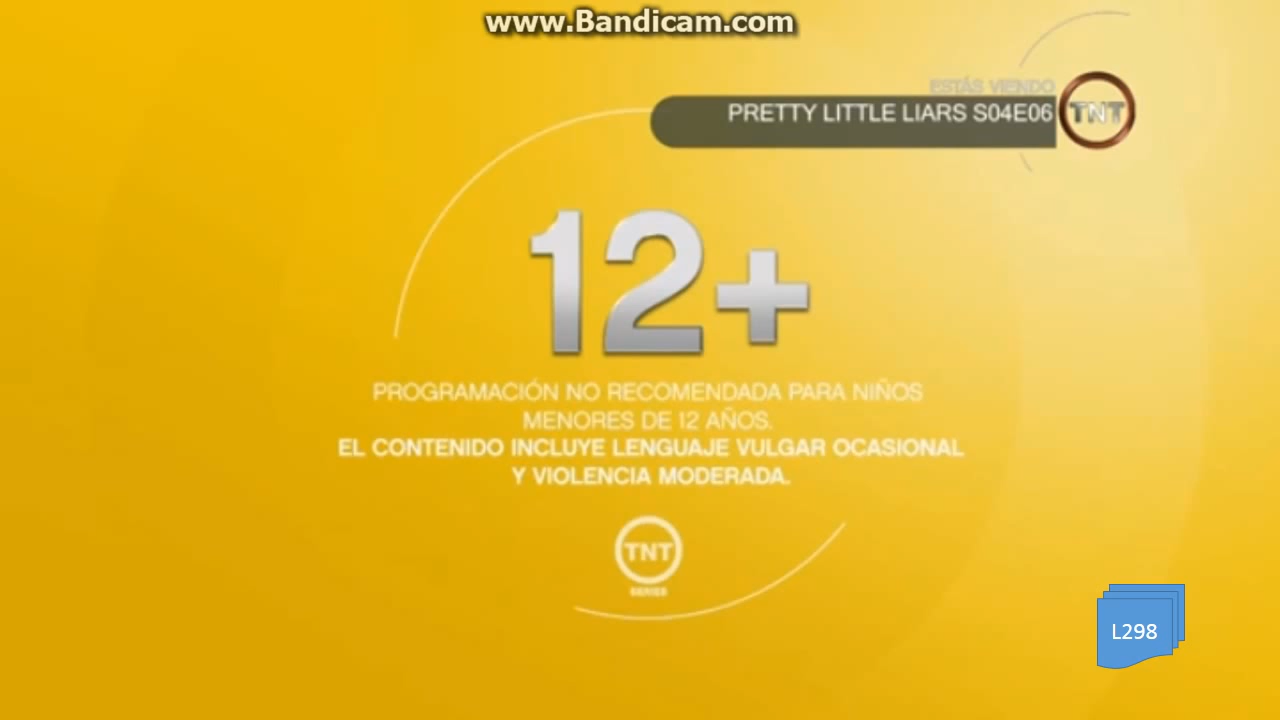 www.Bandicam.com
ESTÁS VIENDO
PRETTY LITTLE LIARS S04E06
TNT
12+
PROGRAMACIÓN NO RECOMENDADA PARA NIÑOS
MENORES DE 12 AÑOS.
EL CONTENIDO INCLUYE LENGUAJE VULGAR OCASIONAL
Y VIOLENCIA MODERADA.
TNT
SERIES
L298